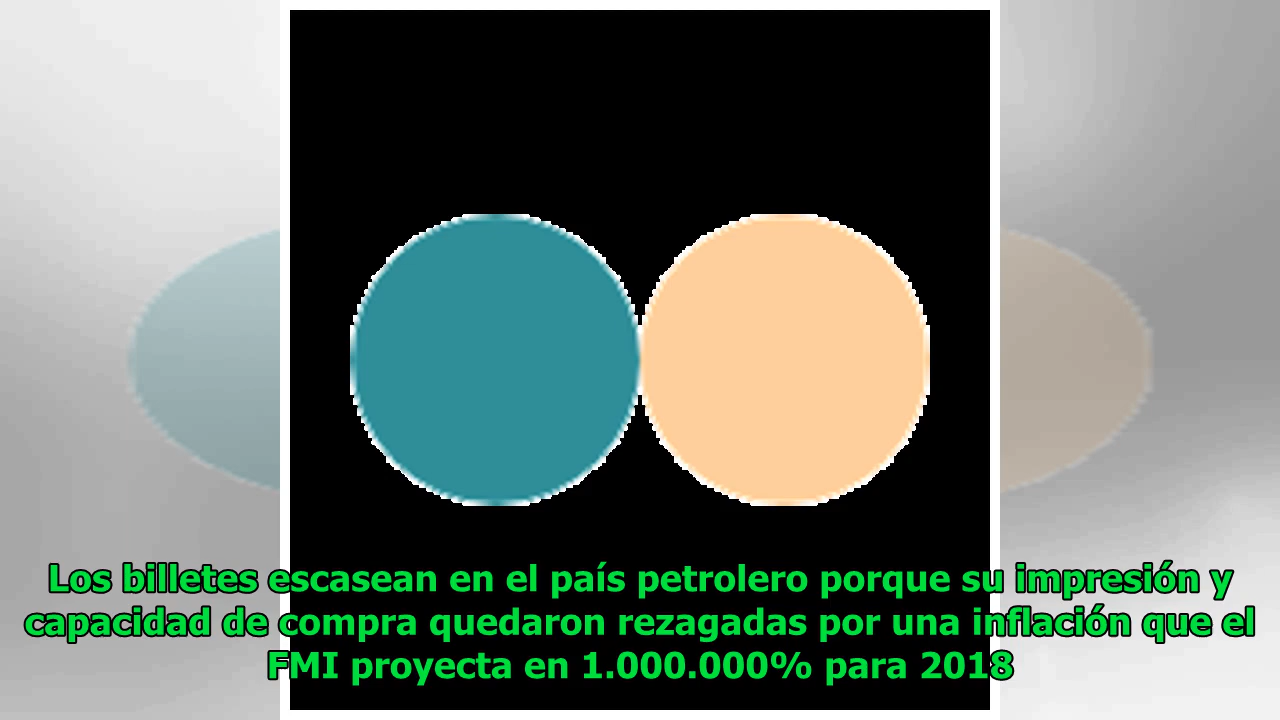 Los billetes escasean en el país petrolero porque su impresión y
capacidad de compra quedaron rezagadas por una inflación que el
FMI proyecta en 1.000.000% para 2018